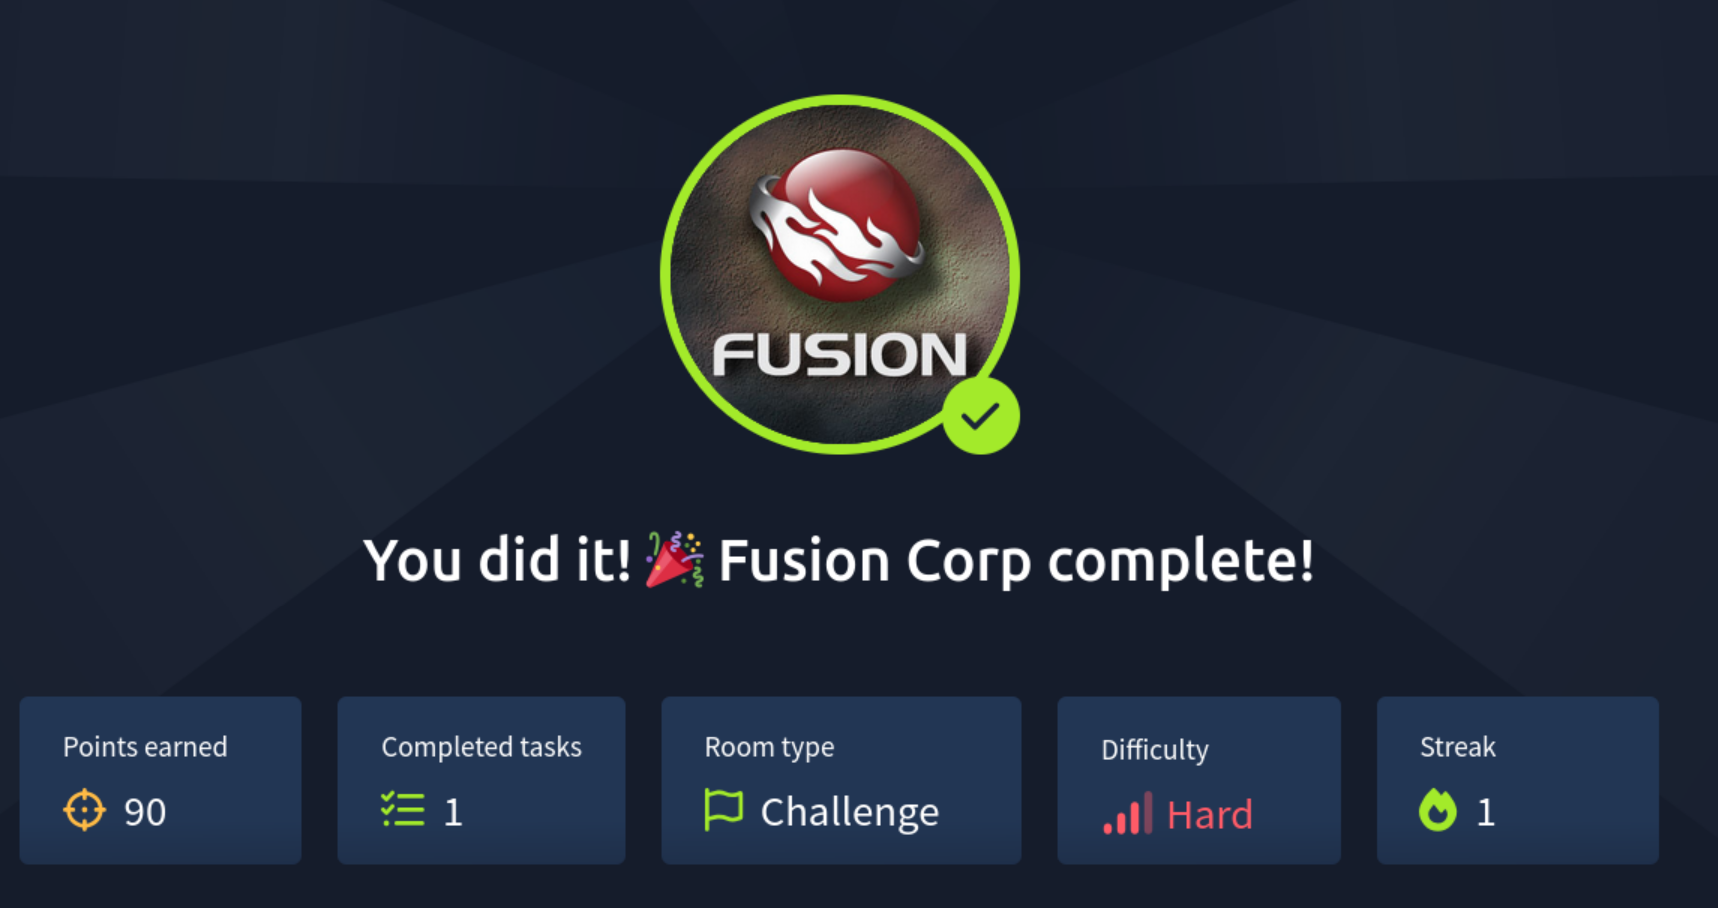 FUSION
You did it! 🎉 Fusion Corp complete!
Points earned
90
Completed tasks
1
Room type
Challenge
Difficulty
Hard
Streak
1